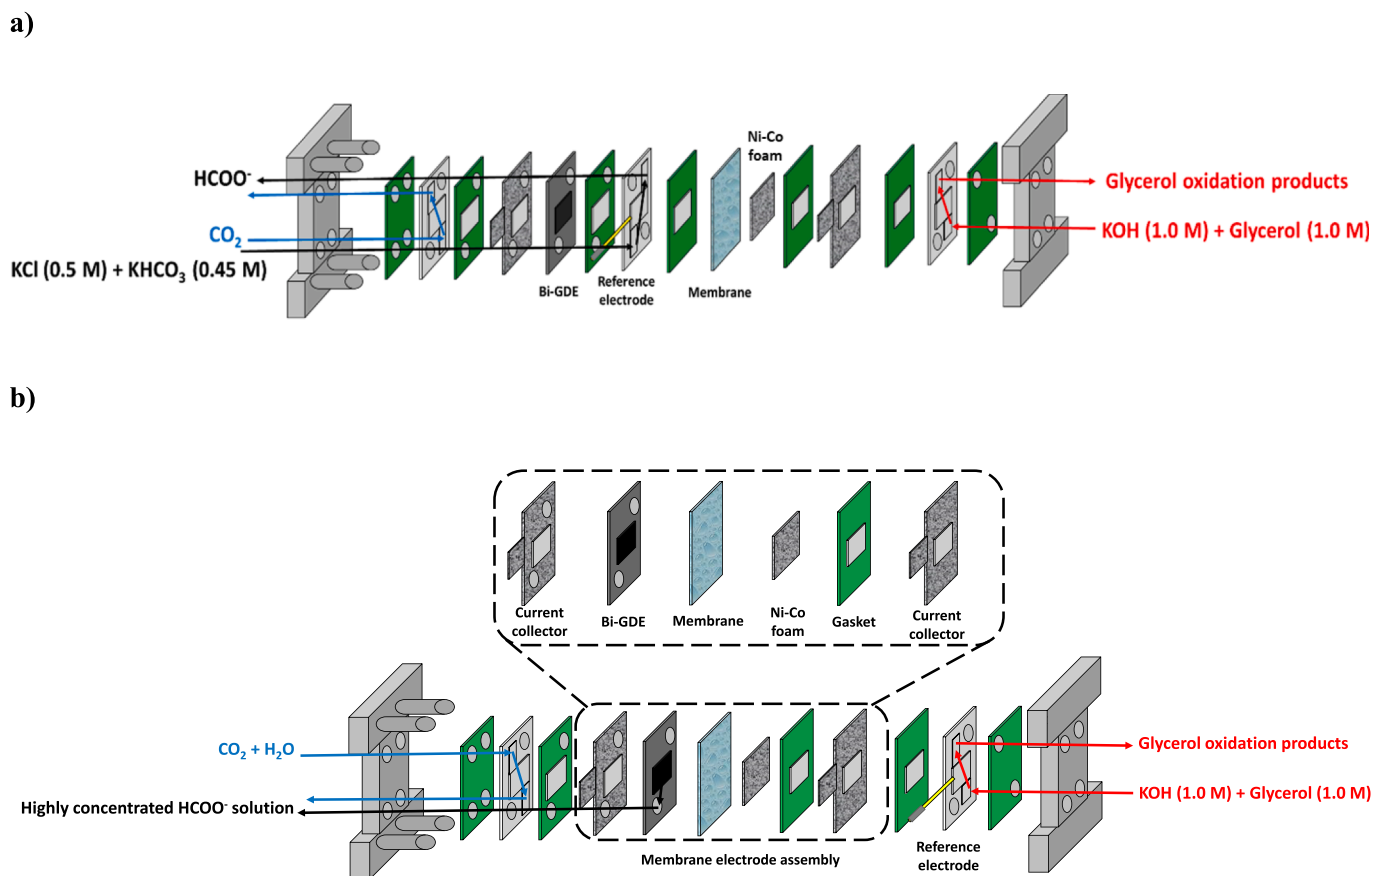 a)
Ni-Co
foam
HCOO⁻
Glycerol oxidation products
CO₂
KOH (1.0 M) + Glycerol (1.0 M)
KCl (0.5 M) + KHCO₃ (0.45 M)
Bi-GDE
Reference
electrode
Membrane
b)
Current
collector
Bi-GDE
Membrane
Ni-Co
foam
Gasket
Current
collector
CO₂ + H₂O
Glycerol oxidation products
Highly concentrated HCOO⁻ solution
KOH (1.0 M) + Glycerol (1.0 M)
Membrane electrode assembly
Reference
electrode